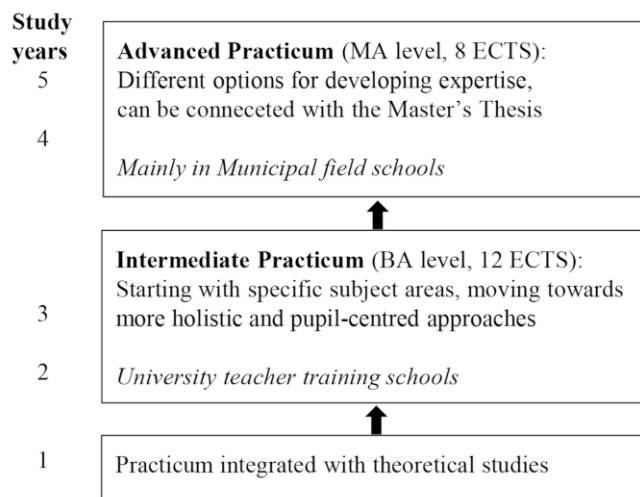 Study
years
Advanced Practicum (MA level, 8 ECTS):
5
Different options for developing expertise,
can be conneceted with the Master's Thesis
4
Mainly in Municipal field schools
Intermediate Practicum (BA level, 12 ECTS):
Starting with specific subject areas, moving towards
3
more holistic and pupil-centred approaches
2
University teacher training schools
1
Practicum integrated with theoretical studies